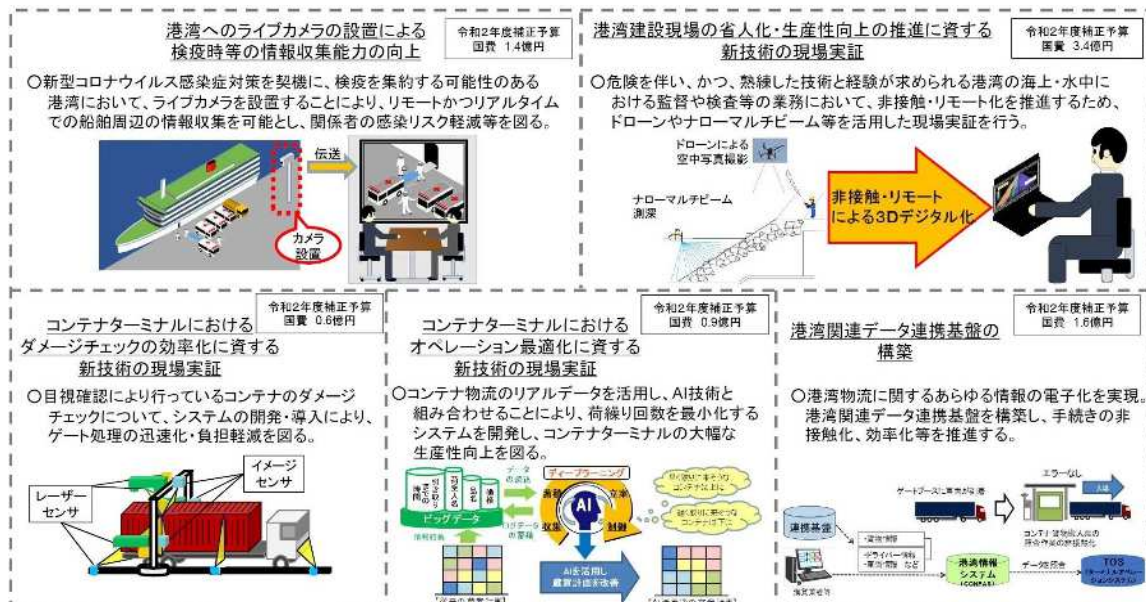 港湾へのライブカメラの設置による
検疫時等の情報収集能力の向上
令和2年度補正予算
国費 1.4億円
○新型コロナウイルス感染症対策を契機に、検疫を集約する可能性のある
港湾において、ライブカメラを設置することにより、リモートかつリアルタイム
での船舶周辺の情報収集を可能とし、関係者の感染リスク軽減等を図る。
伝送
カメラ
設置
港湾建設現場の省人化・生産性向上の推進に資する
新技術の現場実証
令和2年度補正予算
国費 3.4億円
○危険を伴い、かつ、熟練した技術と経験が求められる港湾の海上・水中に
おける監督や検査等の業務において、非接触・リモート化を推進するため、
ドローンやナローマルチビーム等を活用した現場実証を行う。
ドローンによる
空中写真撮影
ナローマルチビーム
測深
非接触・リモート
による3Dデジタル化
令和2年度補正予算
国費 0.6億円
コンテナターミナルにおける
ダメージチェックの効率化に資する
新技術の現場実証
○目視確認により行っているコンテナのダメージ
チェックについて、システムの開発・導入により、
ゲート処理の迅速化・負担軽減を図る。
レーザー
センサ
イメージ
センサ
令和2年度補正予算
国費 0.9億円
コンテナターミナルにおける
オペレーション最適化に資する
新技術の現場実証
○コンテナ物流のリアルデータを活用し、AI技術と
組み合わせることにより、荷繰り回数を最小化する
システムを開発し、コンテナターミナルの大幅な
生産性向上を図る。
ビッグデータ
ディープラーニング
収集
制御
AI
AIを活用し
蔵置計画を改善
令和2年度補正予算
国費 1.6億円
港湾関連データ連携基盤の
構築
○港湾物流に関するあらゆる情報の電子化を実現。
港湾関連データ連携基盤を構築し、手続きの非
接触化、効率化等を推進する。
エラーなし
連携基盤
港湾情報
システム
(CONPAS)
データを照合
TOS